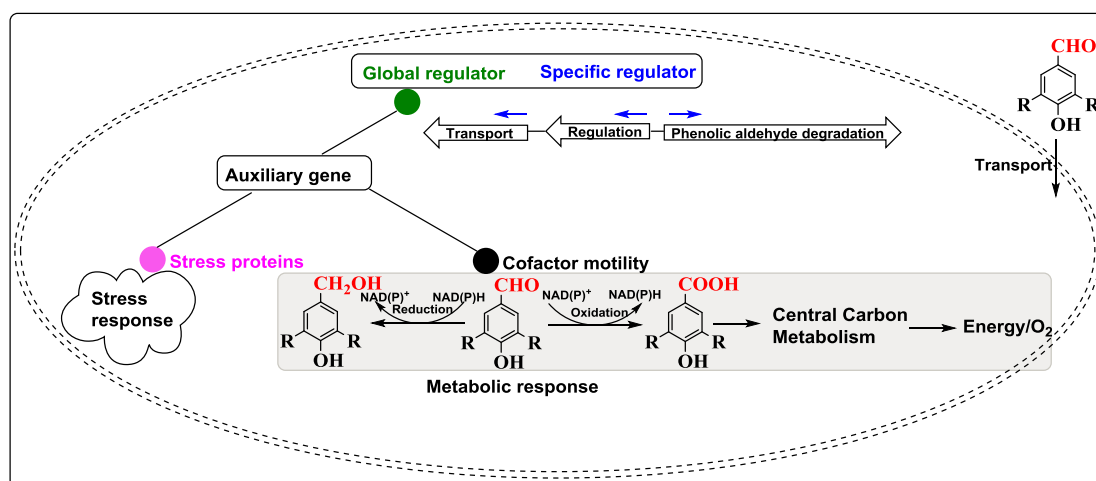 Global regulator Specific regulator
CHO
R R
OH
Transport Regulation Phenolic aldehyde degradation
Transport
Auxiliary gene
Stress proteins
Cofactor motility
Stress
response
CH₂OH
R R
OH
NAD(P)⁺ NAD(P)H
Reduction
CHO
R R
OH
NAD(P)⁺ NAD(P)H
Oxidation
COOH
R R
OH
Central Carbon
Metabolism
Energy/O₂
Metabolic response